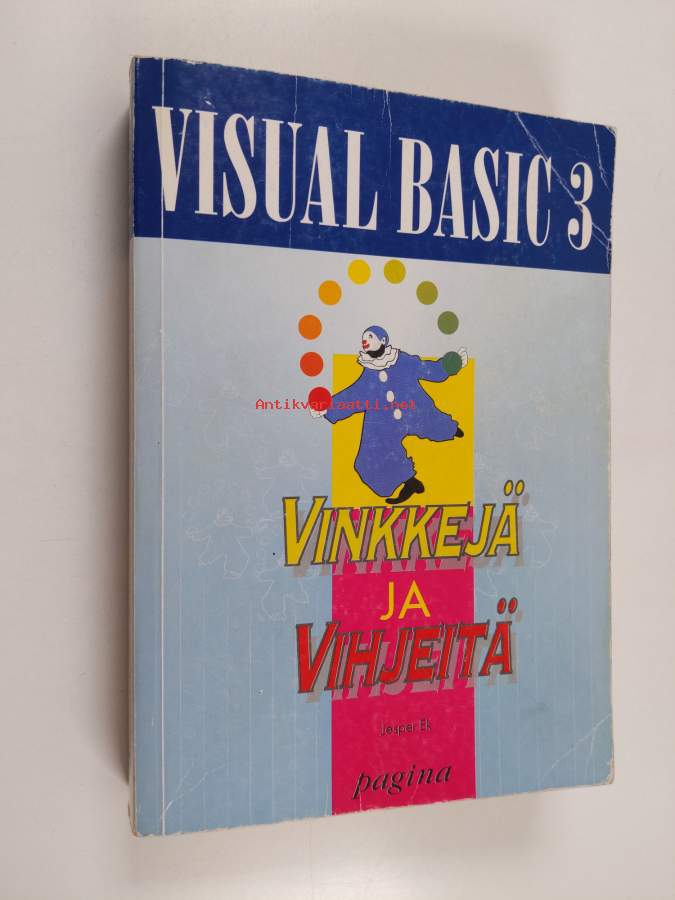 VISUAL BASIC 3
Antikvariaatti.net
VINKKEJÄ
JA
VIHJEITÄ
Jesper Ek
pagina